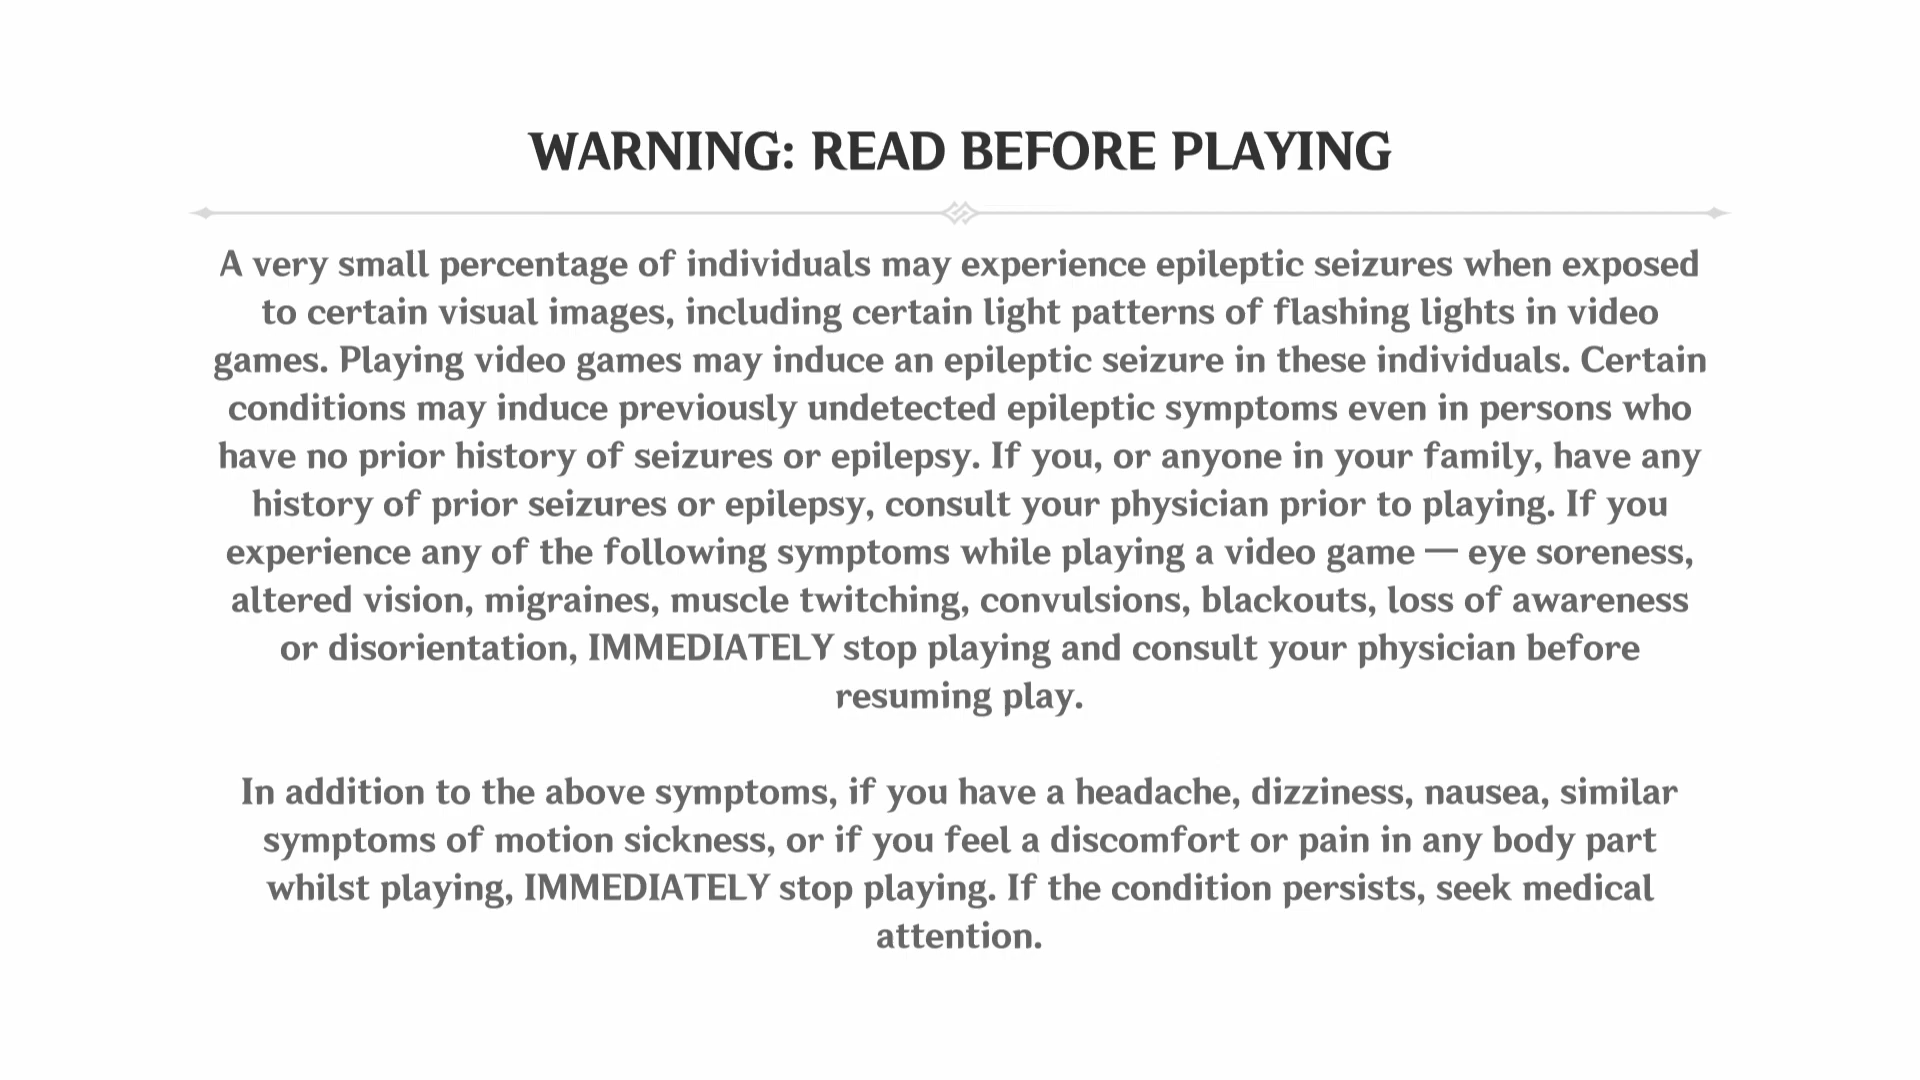 WARNING: READ BEFORE PLAYING
A very small percentage of individuals may experience epileptic seizures when exposed
to certain visual images, including certain light patterns of flashing lights in video
games. Playing video games may induce an epileptic seizure in these individuals. Certain
conditions may induce previously undetected epileptic symptoms even in persons who
have no prior history of seizures or epilepsy. If you, or anyone in your family, have any
history of prior seizures or epilepsy, consult your physician prior to playing. If you
experience any of the following symptoms while playing a video game — eye soreness,
altered vision, migraines, muscle twitching, convulsions, blackouts, loss of awareness
or disorientation, IMMEDIATELY stop playing and consult your physician before
resuming play.
In addition to the above symptoms, if you have a headache, dizziness, nausea, similar
symptoms of motion sickness, or if you feel a discomfort or pain in any body part
whilst playing, IMMEDIATELY stop playing. If the condition persists, seek medical
attention.